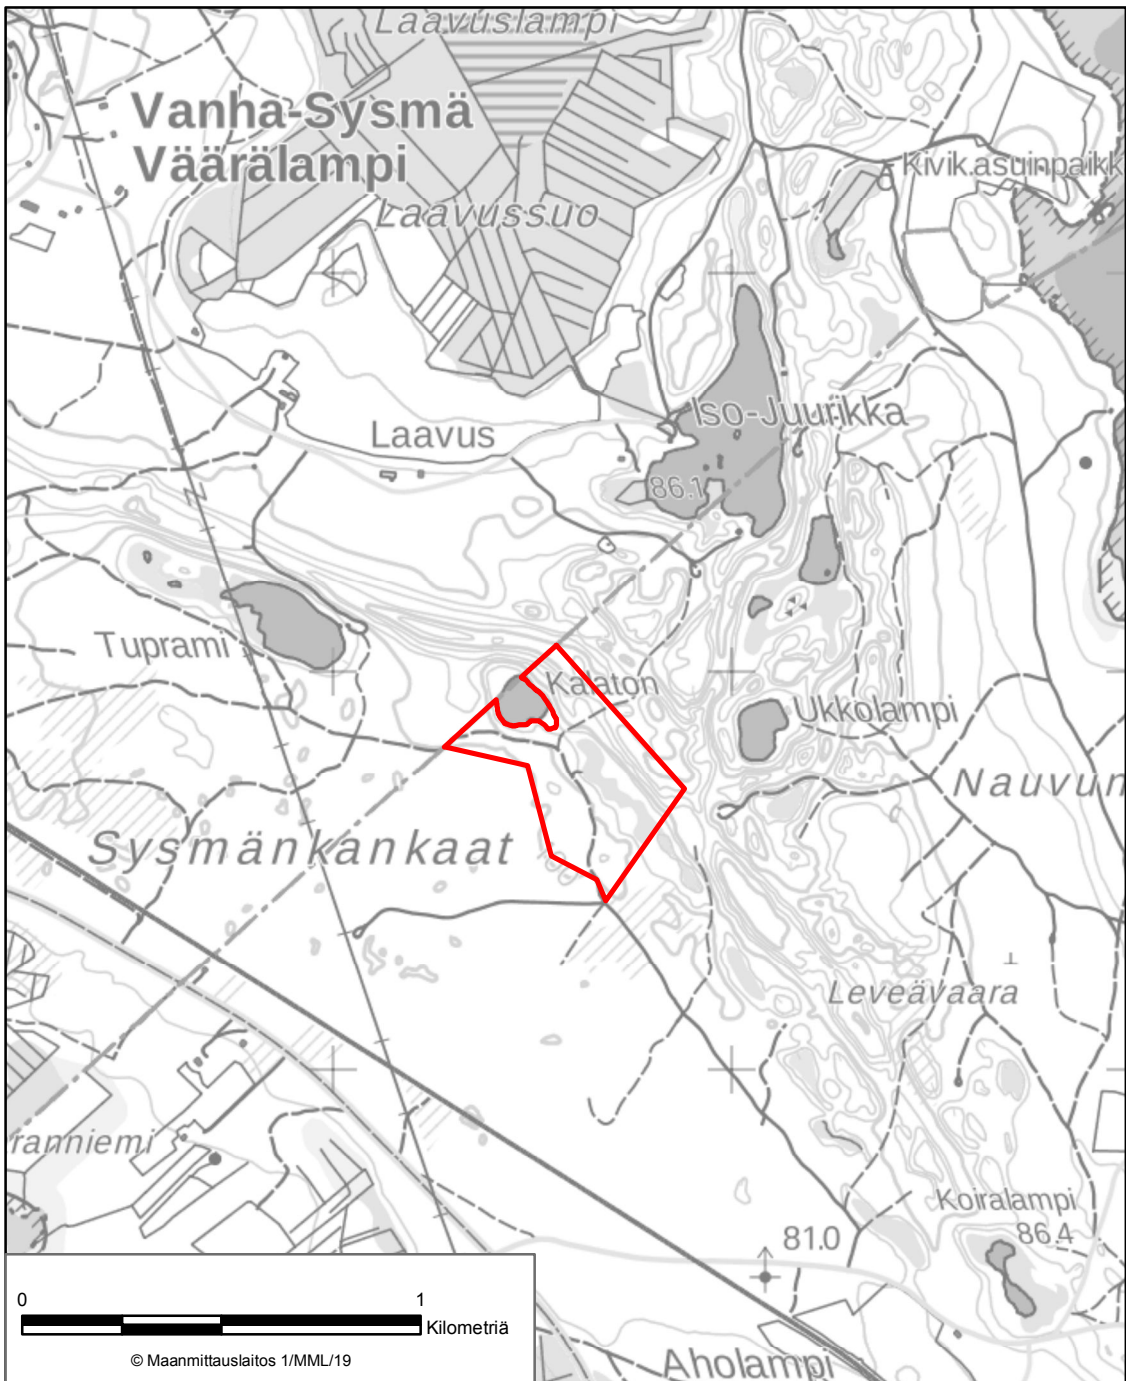 Laavuslampi
Vanha-Sysmä
Väärälampi
90
Kivik.asuinpaikk
Laavussuo
Iso-Juurikka
Laavus
86.1
Tuprami
Kalaton
Ukkolampi
Nauvun
Sysmänkankaat
Leveävaara
ranniemi
Koiralampi
86.4
81.0
0 1
Kilometriä
© Maanmittauslaitos 1/MML/19
Aholampi